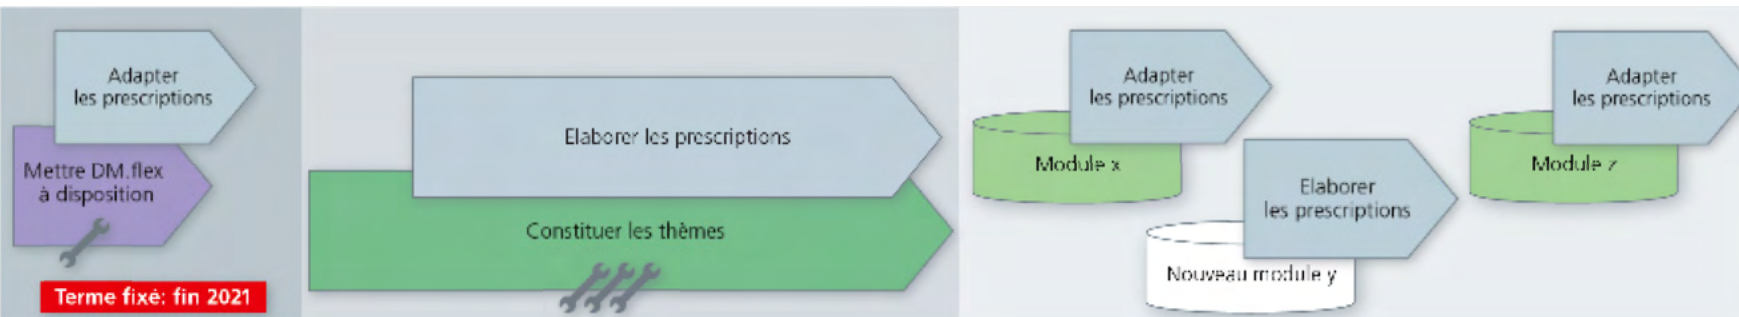 Adapter
les prescriptions
Mettre DM.flex
à disposition
Terme fixé: fin 2021
Elaborer les prescriptions
Constituer les thèmes
Adapter
les prescriptions
Module x
Elaborer
les prescriptions
Nouveau module y
Adapter
les prescriptions
Module z